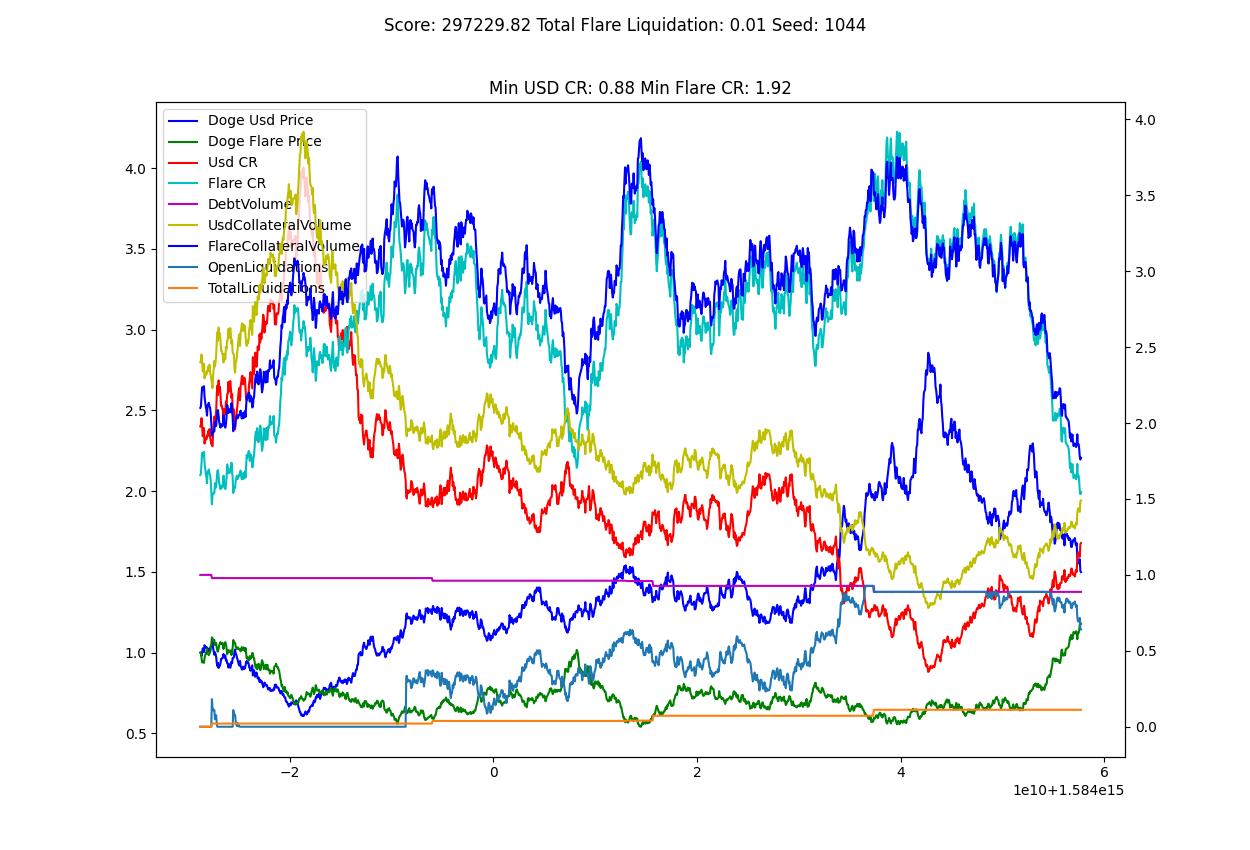 Score: 297229.82 Total Flare Liquidation: 0.01 Seed: 1044
Min USD CR: 0.88 Min Flare CR: 1.92
Doge Usd Price
Doge Flare Price
Usd CR
Flare CR
DebtVolume
UsdCollateralVolume
FlareCollateralVolume
OpenLiquidations
TotalLiquidations
4.0
3.5
3.0
2.5
2.0
1.5
1.0
0.5
4.0
3.5
3.0
2.5
2.0
1.5
1.0
0.5
0.0
−2 0 2 4 6
1e10+1.584e15